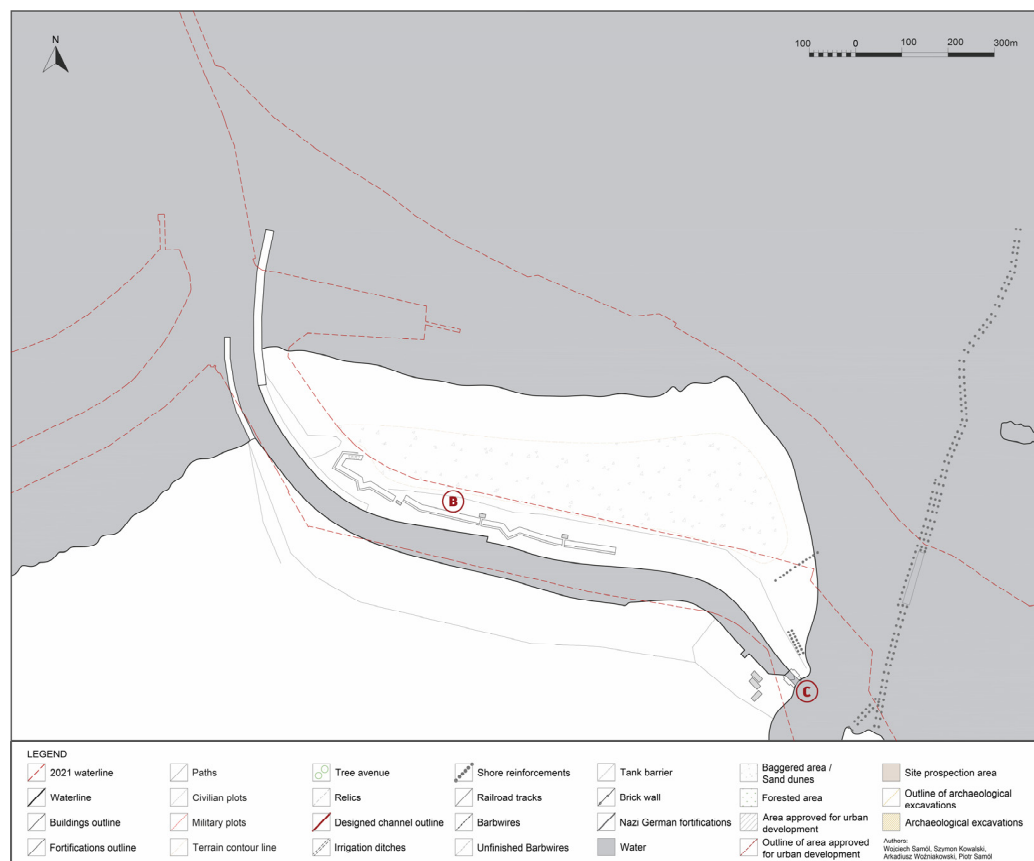 N
100 0 100 200 300m
B
C
LEGEND
2021 waterline
Waterline
Buildings outline
Fortifications outline
Paths
Civilian plots
Military plots
Terrain contour line
Tree avenue
Relics
Designed channel outline
Irrigation ditches
Shore reinforcements
Railroad tracks
Barbwires
Unfinished Barbwires
Tank barrier
Brick wall
Nazi German fortifications
Water
Baggered area /
Sand dunes
Forested area
Area approved for urban
development
Outline of area approved
for urban development
Site prospection area
Outline of archaeological
excavations
Archaeological excavations
Authors:
Wojciech Samól, Szymon Kowalski,
Arkadiusz Woźniakowski, Piotr Samól